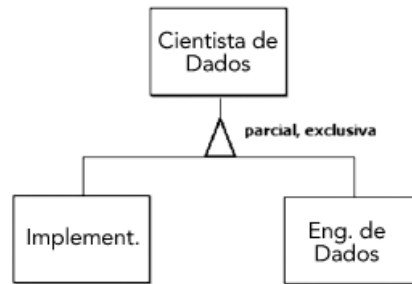 Cientista de
Dados
parcial, exclusiva
Implement.
Eng. de
Dados